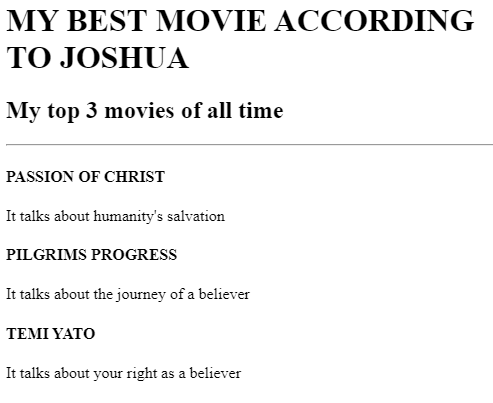 MY BEST MOVIE ACCORDING
TO JOSHUA
My top 3 movies of all time
PASSION OF CHRIST
It talks about humanity's salvation
PILGRIMS PROGRESS
It talks about the journey of a believer
TEMI YATO
It talks about your right as a believer